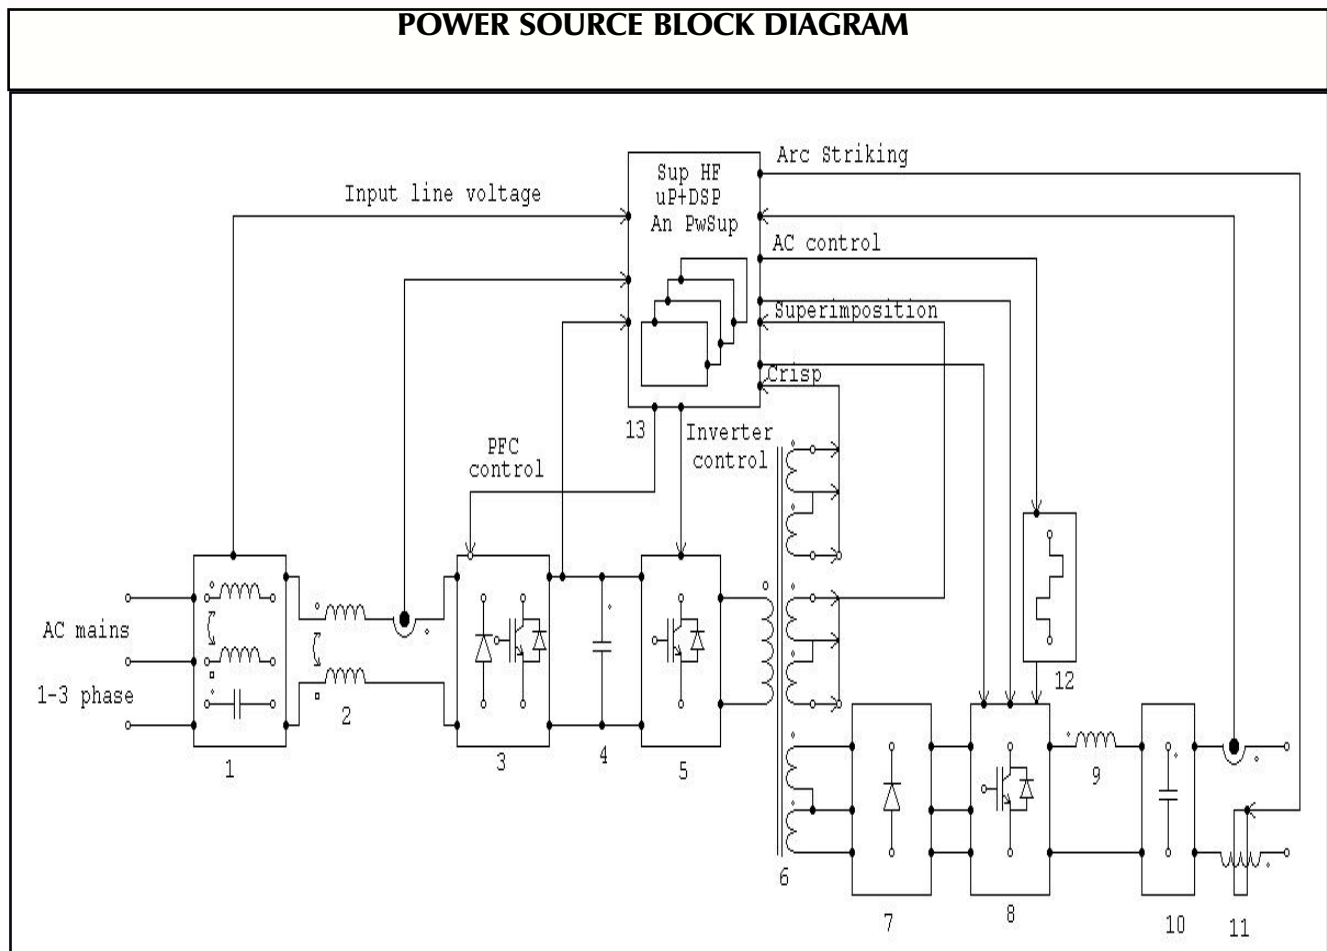 POWER SOURCE BLOCK DIAGRAM
Arc Striking
Sup HF
uP+DSP
An PwSup
Input line voltage
AC control
Superimposition
Crisp
13
Inverter
control
PFC
control
AC mains
1-3 phase
1
2
3
4
5
6
7
8
9
10
11
12